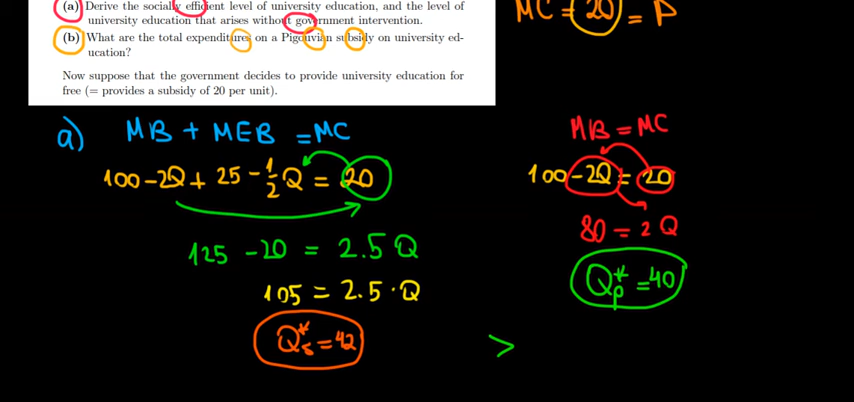 (a) Derive the socially efficient level of university education, and the level of
university education that arises without government intervention.
(b) What are the total expenditures on a Pigouvian subsidy on university ed-
ucation?
Now suppose that the government decides to provide university education for
free (= provides a subsidy of 20 per unit).
MC = 20 = P
a) MB + MEB = MC
100 - 2Q + 25 - 1/2 Q = 20
125 - 20 = 2.5 Q
105 = 2.5 · Q
Q*s = 42
>
MB = MC
100 - 2Q = 20
80 = 2 Q
Q*p = 40